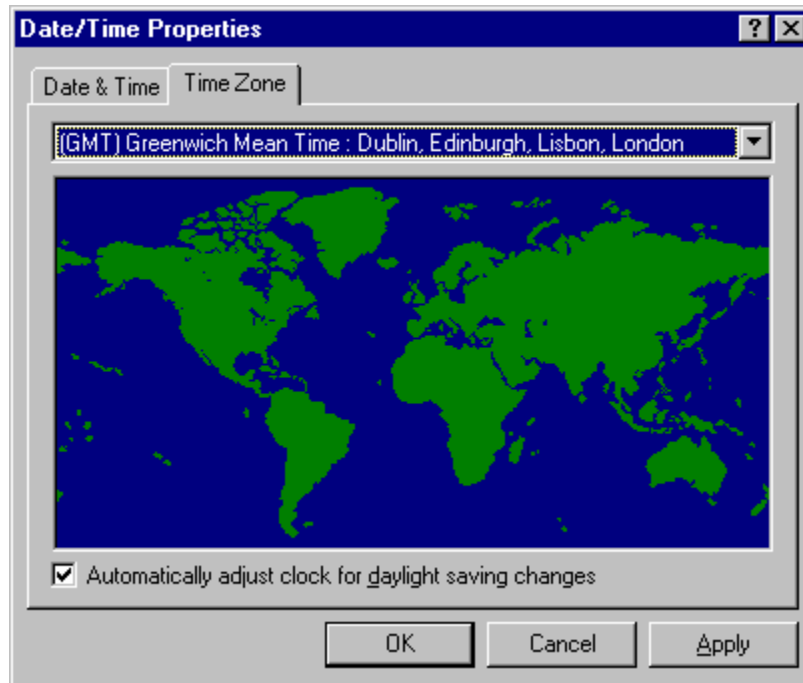 Date/Time Properties
Date & Time
Time Zone
(GMT) Greenwich Mean Time : Dublin, Edinburgh, Lisbon, London
Automatically adjust clock for daylight saving changes
OK
Cancel
Apply